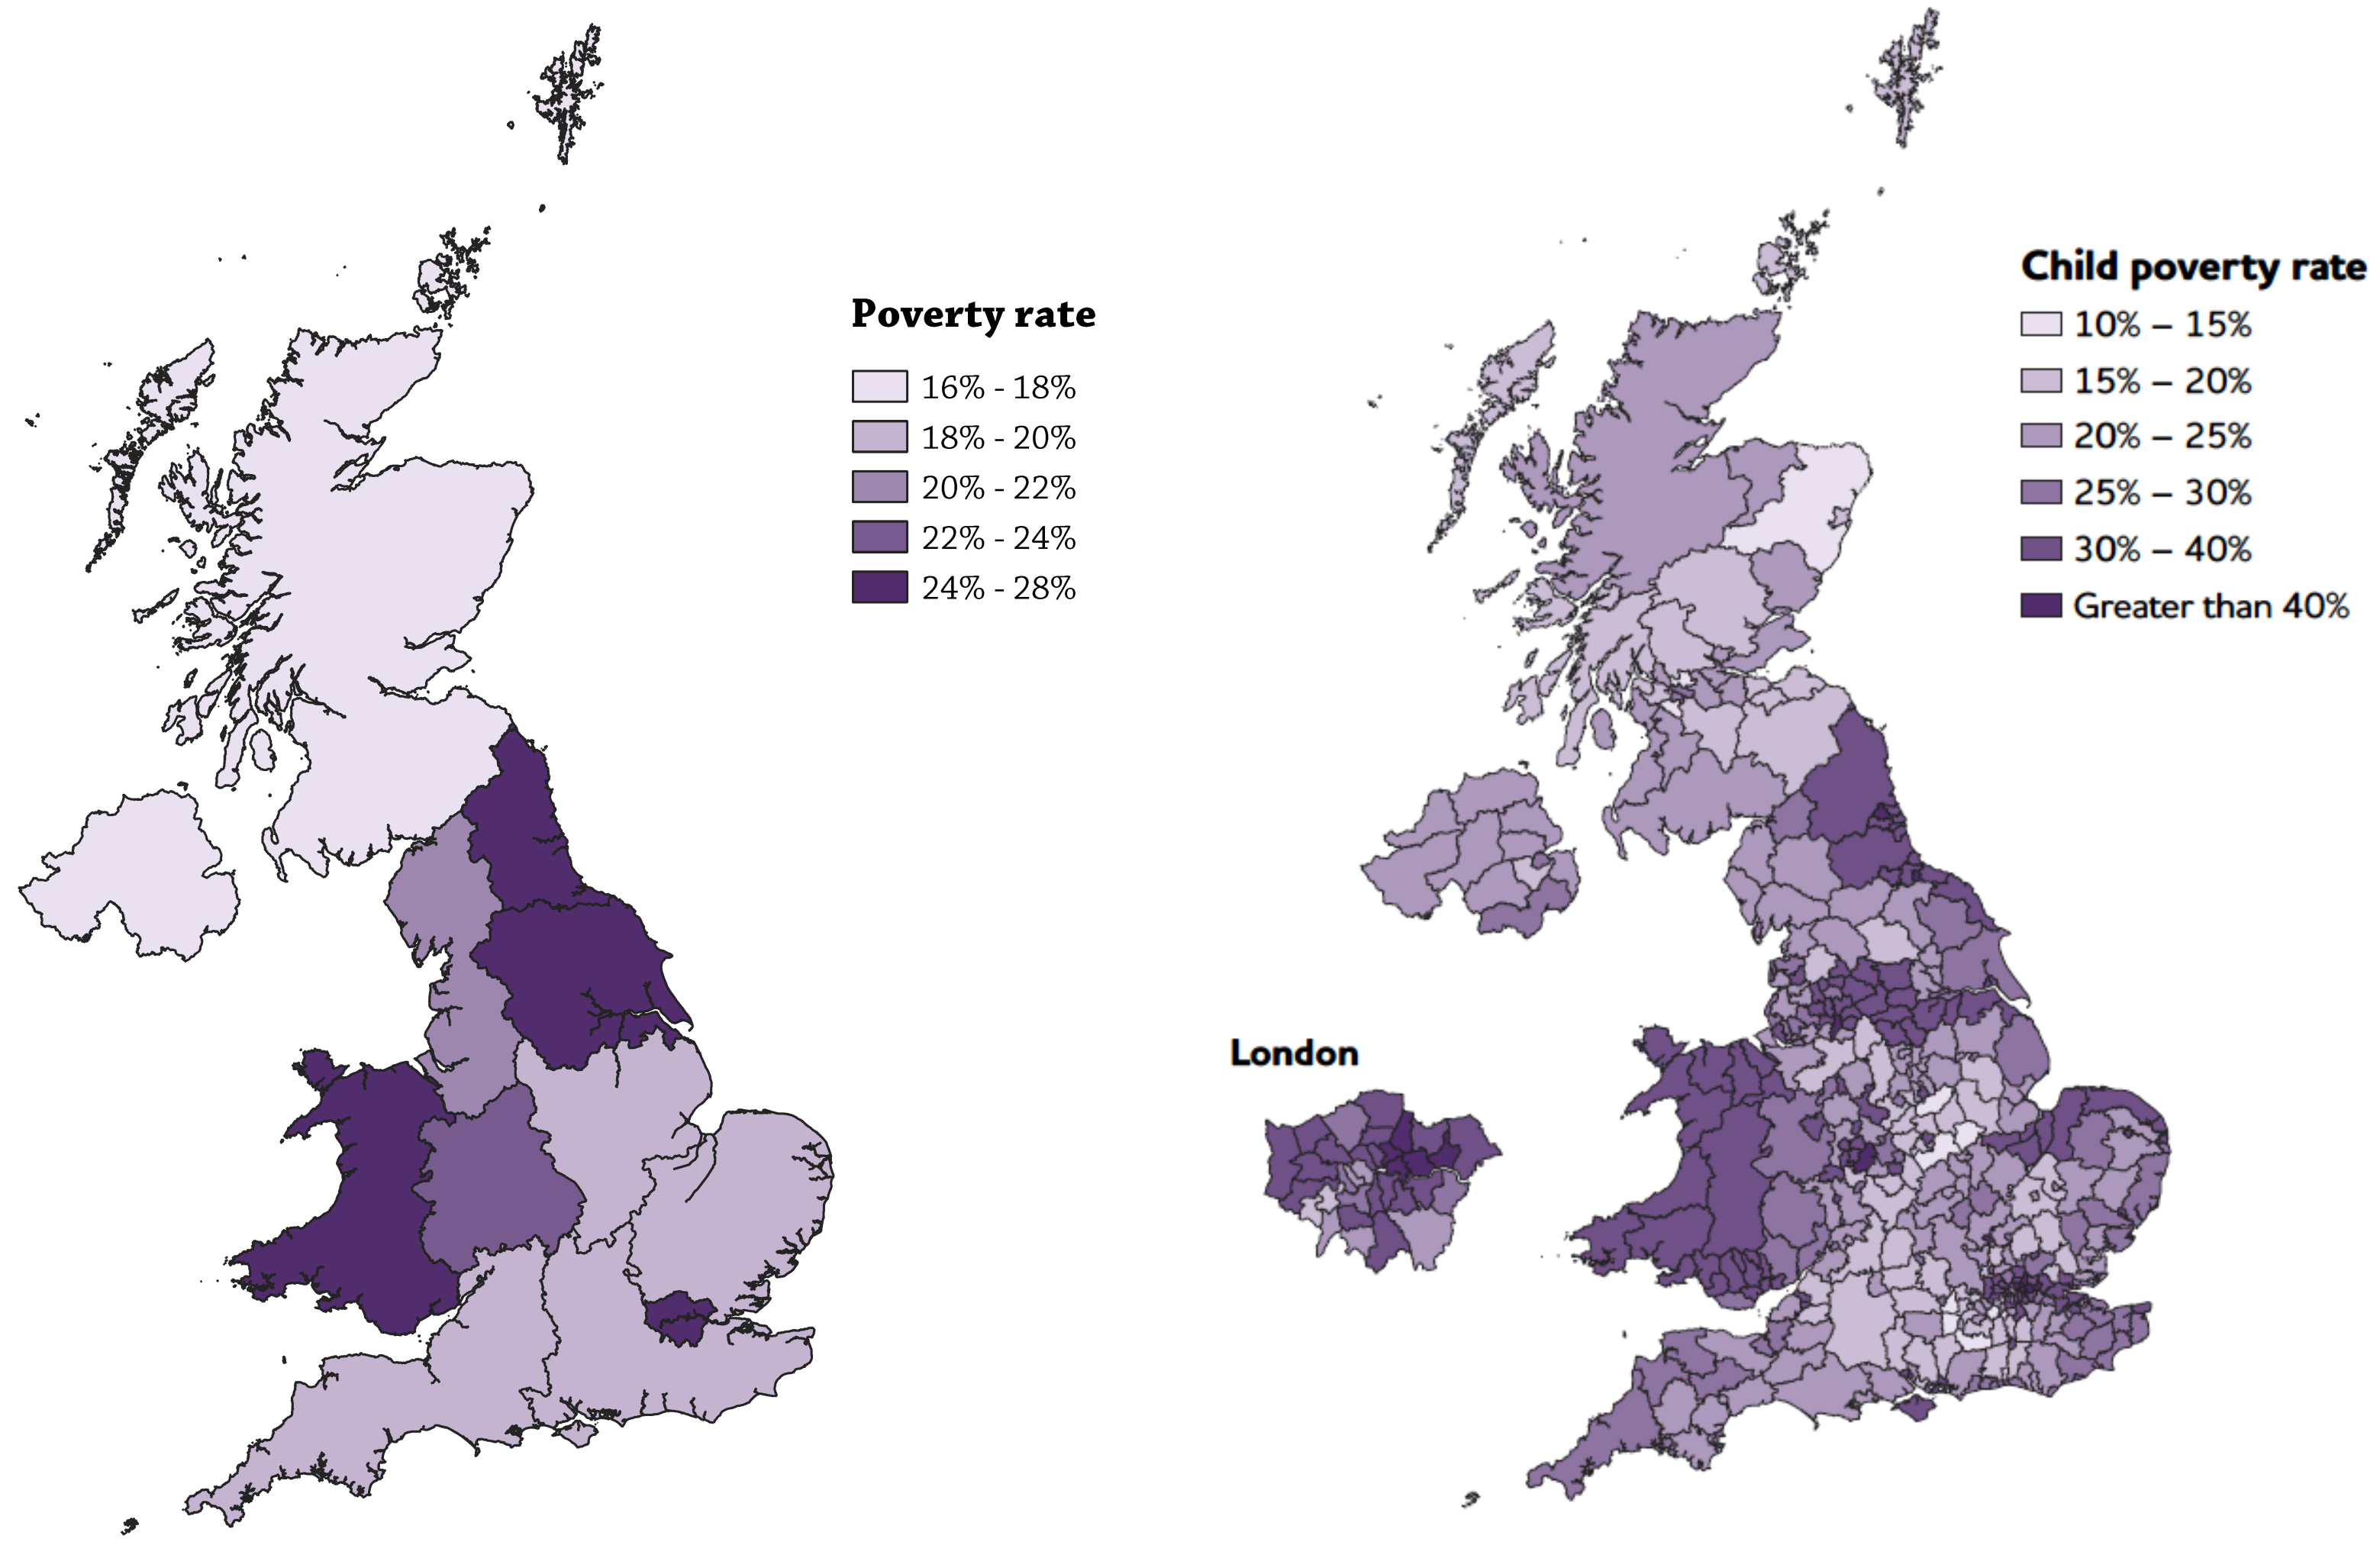 Poverty rate
16% - 18%
18% - 20%
20% - 22%
22% - 24%
24% - 28%
Child poverty rate
10% – 15%
15% – 20%
20% – 25%
25% – 30%
30% – 40%
Greater than 40%
London